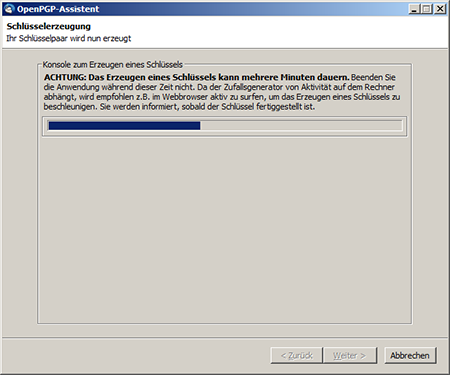 OpenPGP-Assistent
Schlüsselerzeugung
Ihr Schlüsselpaar wird nun erzeugt
Konsole zum Erzeugen eines Schlüssels
ACHTUNG: Das Erzeugen eines Schlüssels kann mehrere Minuten dauern. Beenden Sie
die Anwendung während dieser Zeit nicht. Da der Zufallsgenerator von Aktivität auf dem Rechner
abhängt, wird empfohlen z.B. im Webbrowser aktiv zu surfen, um das Erzeugen eines Schlüssels zu
beschleunigen. Sie werden informiert, sobald der Schlüssel fertiggestellt ist.
< Zurück Weiter > Abbrechen